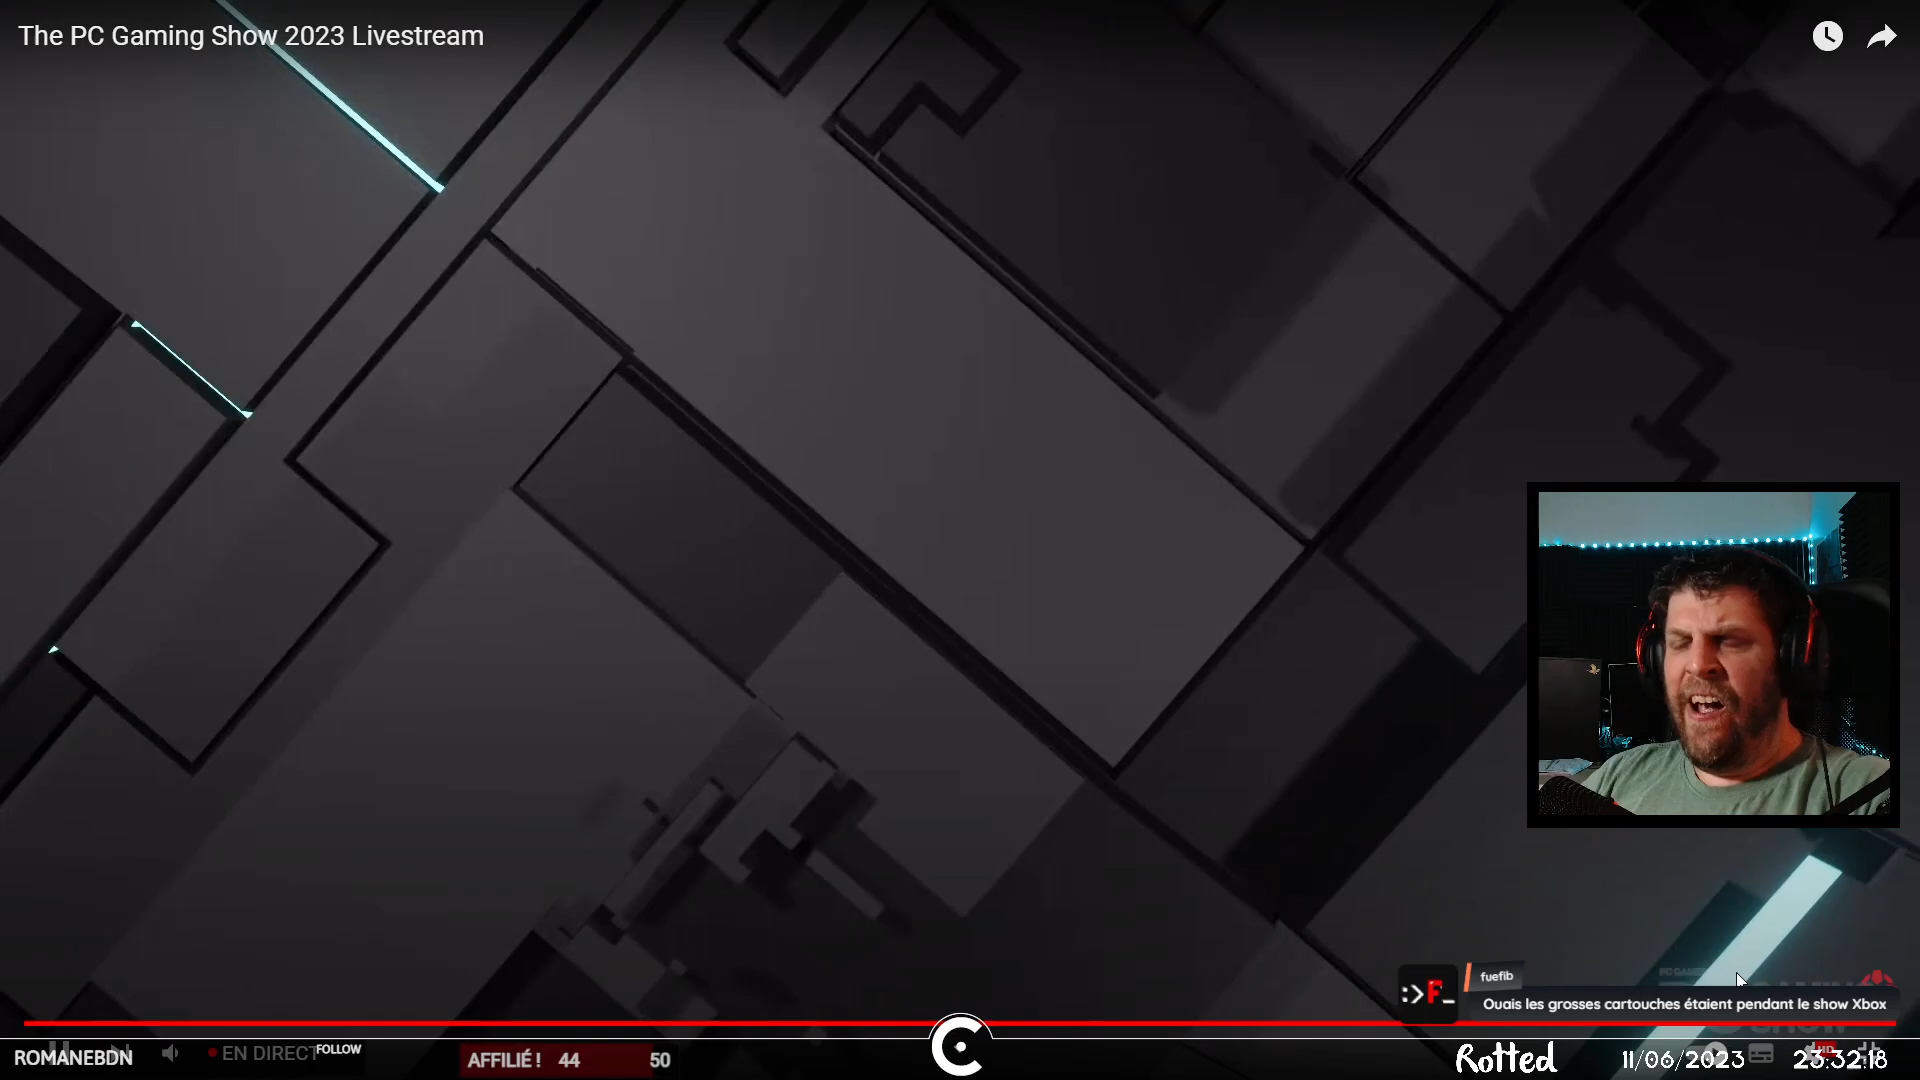 The PC Gaming Show 2023 Livestream
fuefib
:>F_
Ouais les grosses cartouches étaient pendant le show Xbox
ROMANEBDN
EN DIRECT
FOLLOW
AFFILIÉ ! 44 50
Rotted
11/06/2023
23:32:18